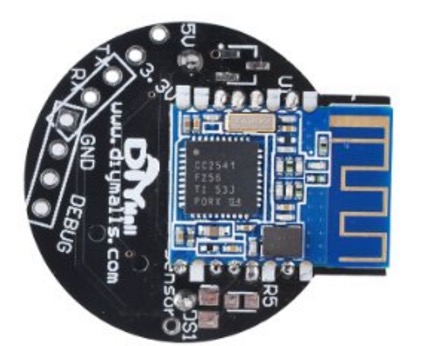 5V
3.3V
TX
RX
GND
DEBUG
www.diymalls.com
DIYmall
U
CC2541
F256
TI 53J
PORX
Sensor
DS1
R5